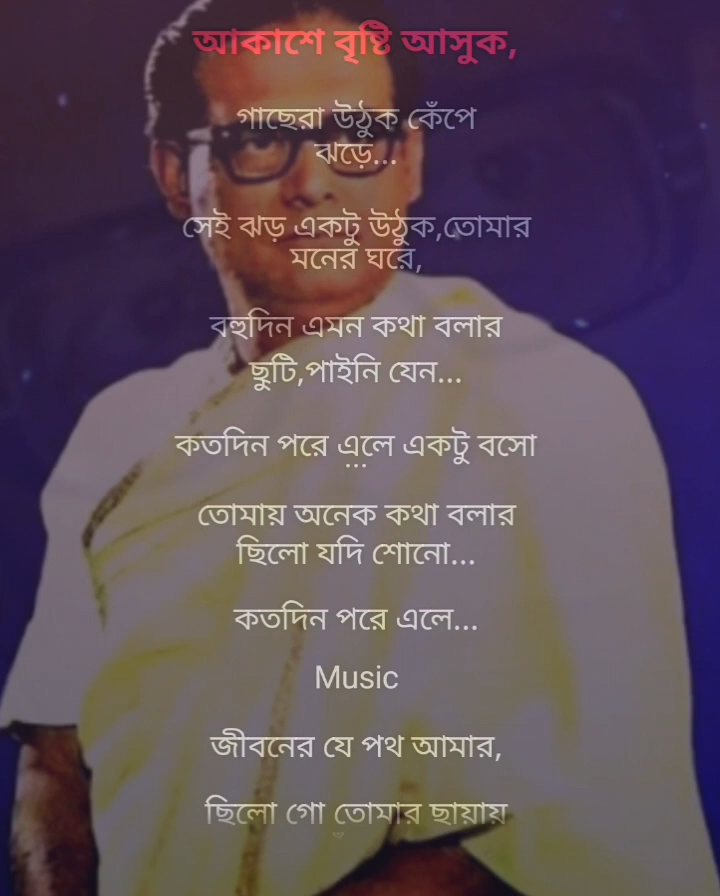 আকাশে বৃষ্টি আসুক,
গাছেরা উঠুক কেঁপে
ঝড়ে...
সেই ঝড় একটু উঠুক,তোমার
মনের ঘরে,
বহুদিন এমন কথা বলার
ছুটি,পাইনি যেন...
কতদিন পরে এলে একটু বসো
...
তোমায় অনেক কথা বলার
ছিলো যদি শোনো...
কতদিন পরে এলে...
Music
জীবনের যে পথ আমার,
ছিলো গো তোমার ছায়ায়